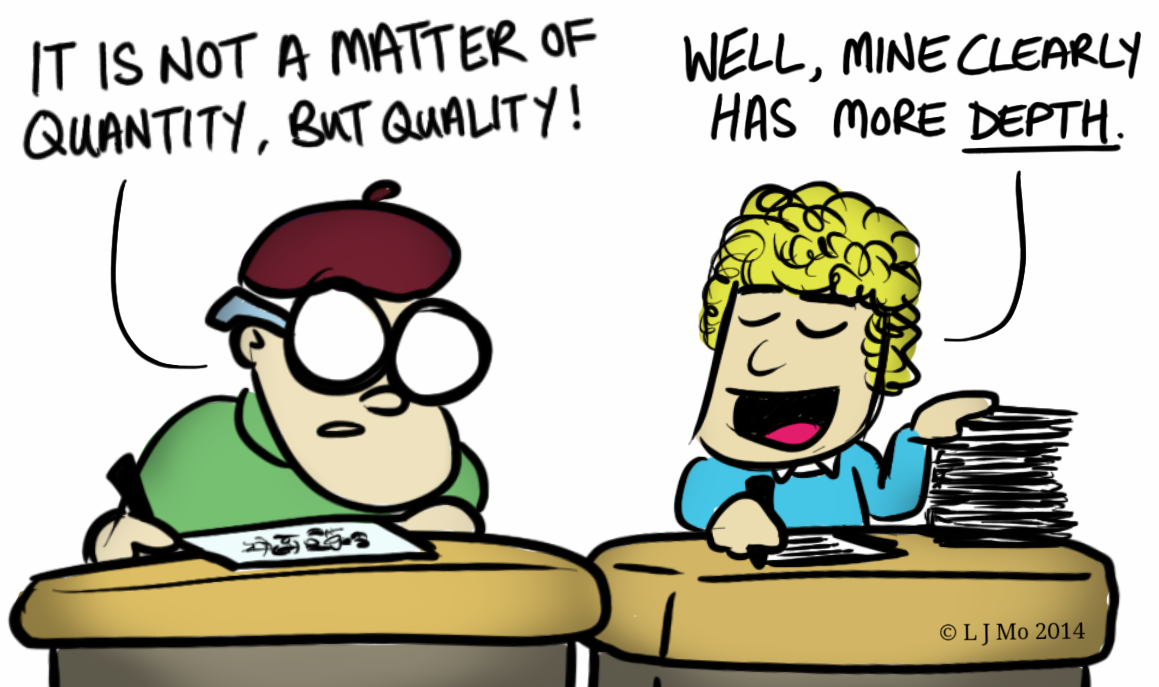 IT IS NOT A MATTER OF
QUANTITY, BUT QUALITY!
WELL, MINE CLEARLY
HAS MORE DEPTH.
© L J Mo 2014